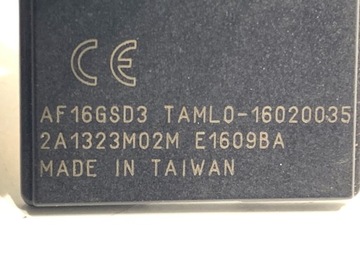 CE
AF16GSD3 TAML0-16020035
2A1323M02M E1609BA
MADE IN TAIWAN